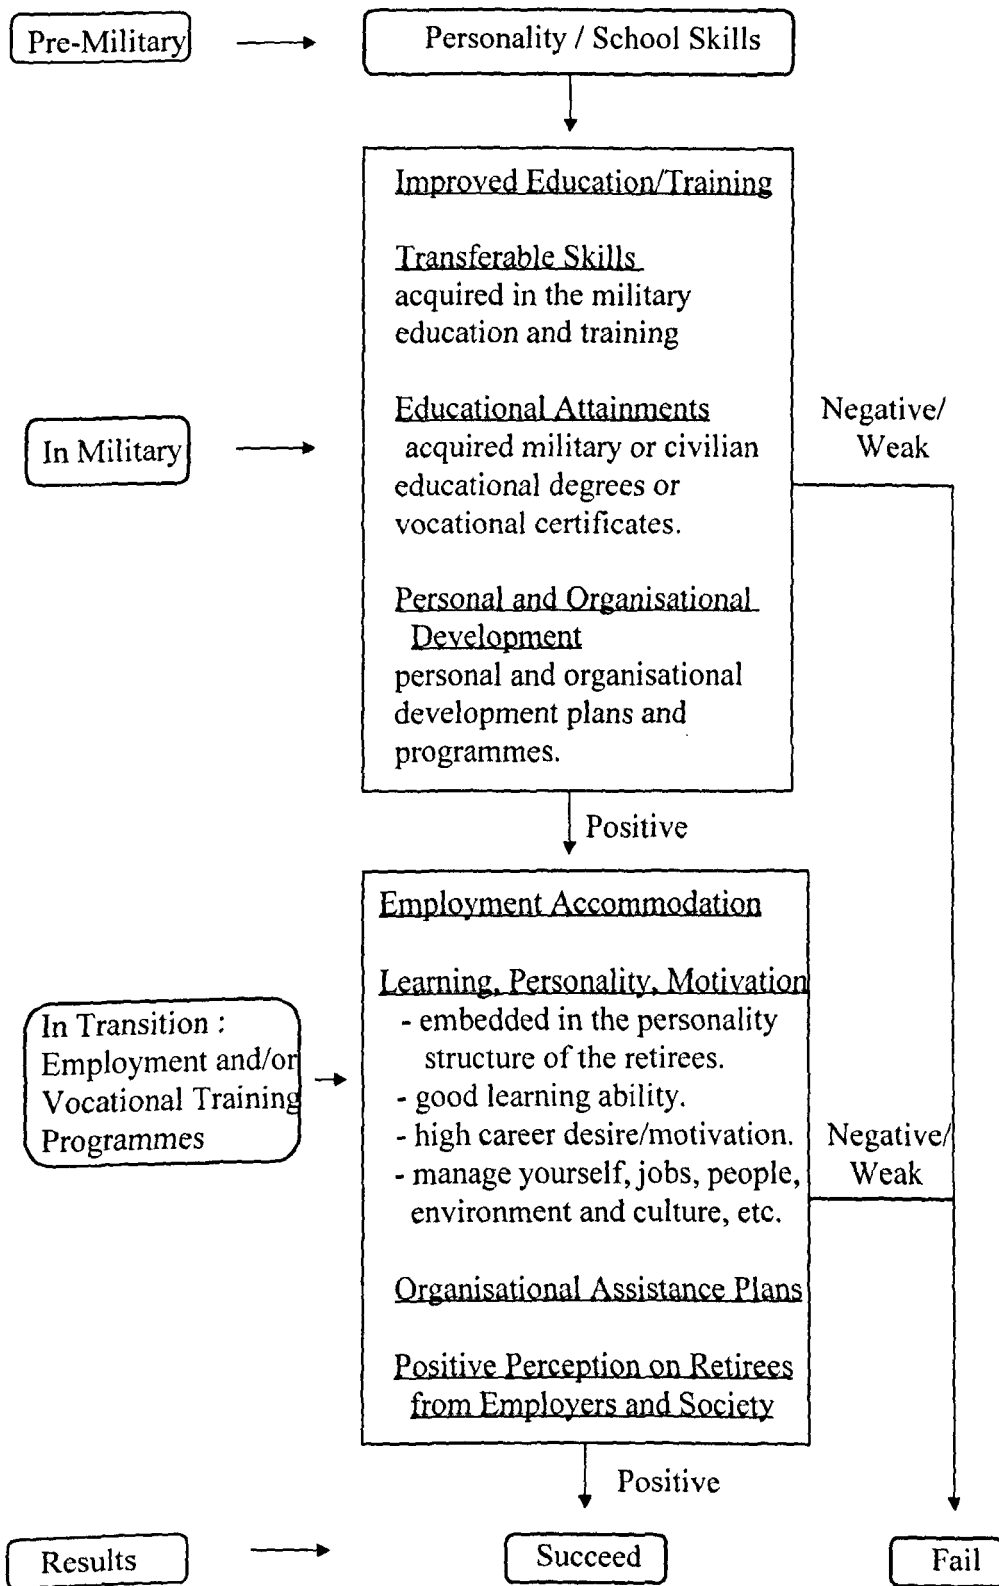 Pre-Military
Personality / School Skills
Improved Education/Training
Transferable Skills
acquired in the military
education and training
Educational Attainments
acquired military or civilian
educational degrees or
vocational certificates.
Personal and Organisational
Development
personal and organisational
development plans and
programmes.
In Military
Negative/
Weak
Positive
Employment Accommodation
Learning, Personality, Motivation
- embedded in the personality
structure of the retirees.
- good learning ability.
- high career desire/motivation.
- manage yourself, jobs, people,
environment and culture, etc.
Organisational Assistance Plans
Positive Perception on Retirees
from Employers and Society
In Transition :
Employment and/or
Vocational Training
Programmes
Negative/
Weak
Positive
Results
Succeed
Fail